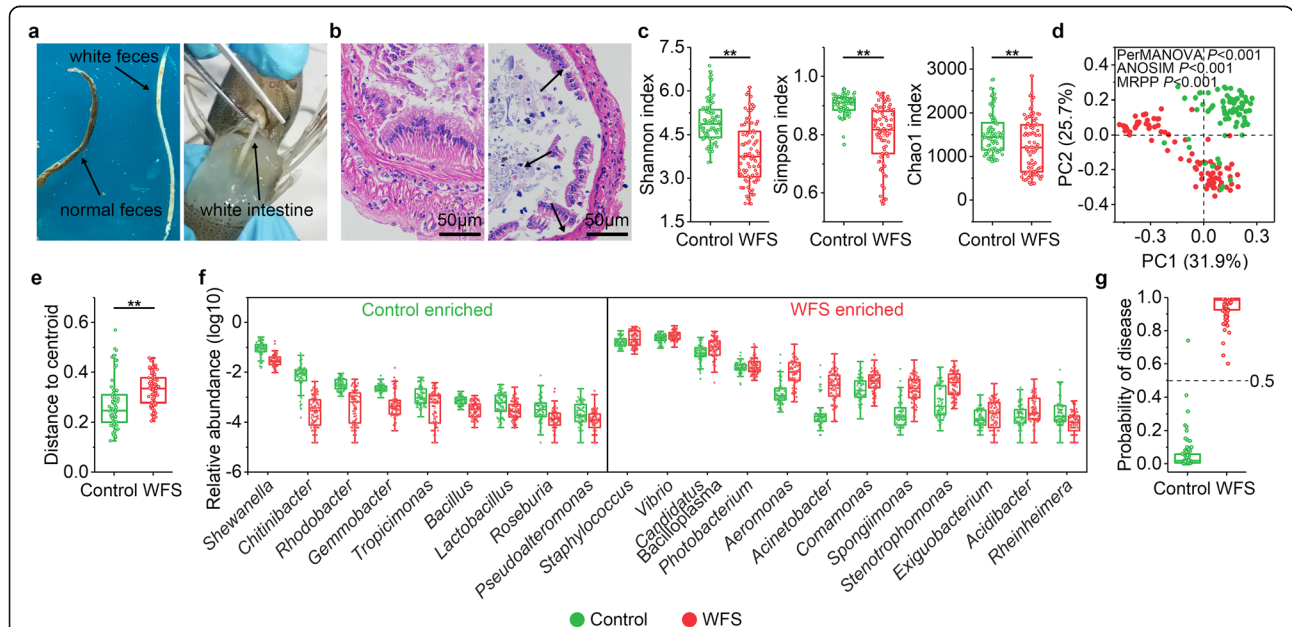 a
white feces
normal feces
white intestine
b
50μm
50μm
c
7.5
6.0
4.5
3.0
1.5
Shannon index
**
Control WFS
1.0
0.8
0.6
Simpson index
**
Control WFS
3000
2000
1000
0
Chao1 index
**
Control WFS
d
PerMANOVA, P<0.001
ANOSIM P<0.001
MRPP P<0.001
0.4
0.2
0.0
-0.2
-0.4
PC2 (25.7%)
-0.3 0.0 0.3
PC1 (31.9%)
e
0.6
0.4
0.2
0.0
Distance to centroid
**
Control WFS
f
Control enriched
WFS enriched
0
-2
-4
-6
Relative abundance (log10)
Shewanella
Chitinibacter
Rhodobacter
Gemmobacter
Tropicimonas
Bacillus
Lactobacillus
Roseburia
Pseudoalteromonas
Staphylococcus
Vibrio
Candidatus
Bacilloplasma
Photobacterium
Aeromonas
Acinetobacter
Comamonas
Spongiimonas
Stenotrophomonas
Exiguobacterium
Acidibacter
Rheinheimera
g
1.0
0.8
0.6
0.4
0.2
0.0
Probability of disease
0.5
Control WFS
Control WFS